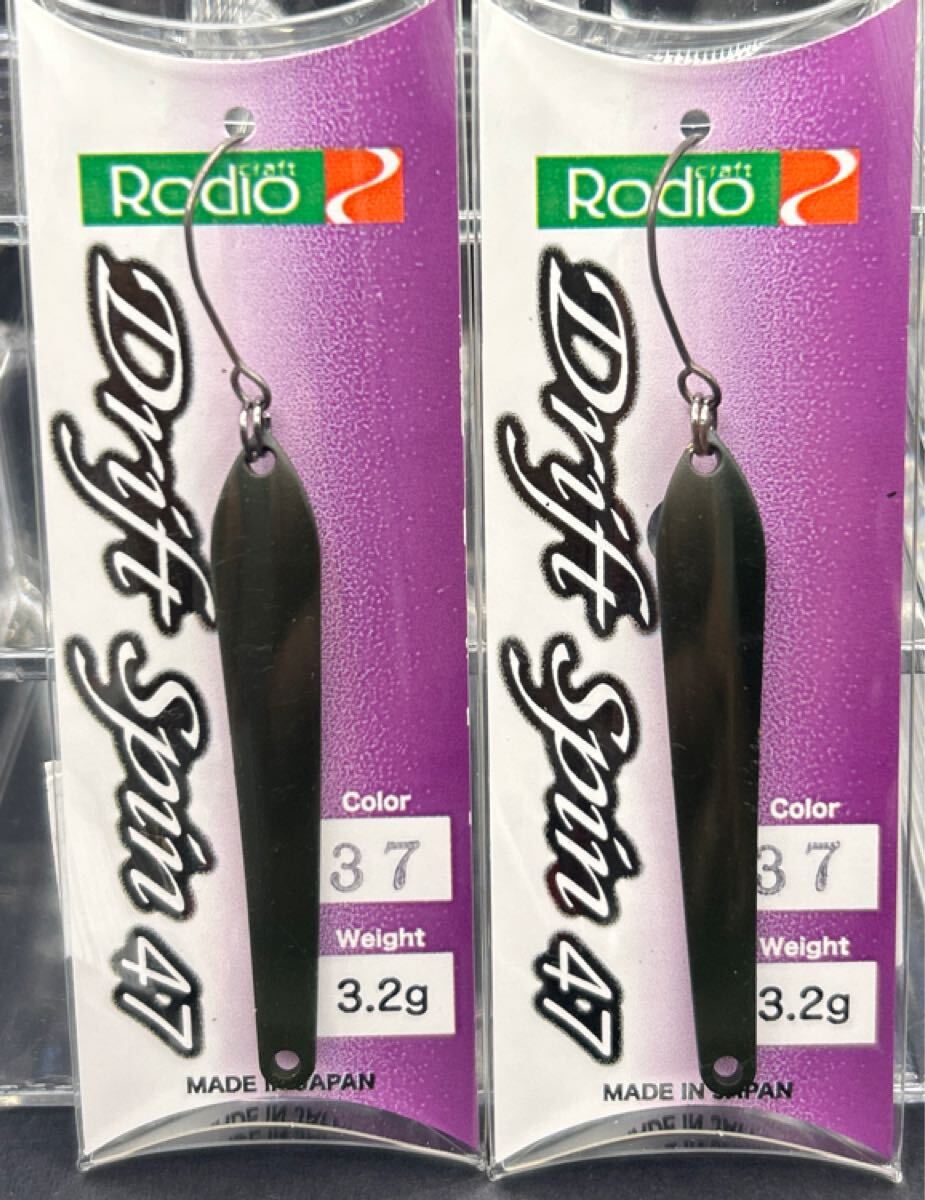 Rodio craft
Drift Spin 4.7
Color
37
Weight
3.2g
MADE IN JAPAN
Rodio craft
Drift Spin 4.7
Color
37
Weight
3.2g
MADE IN JAPAN